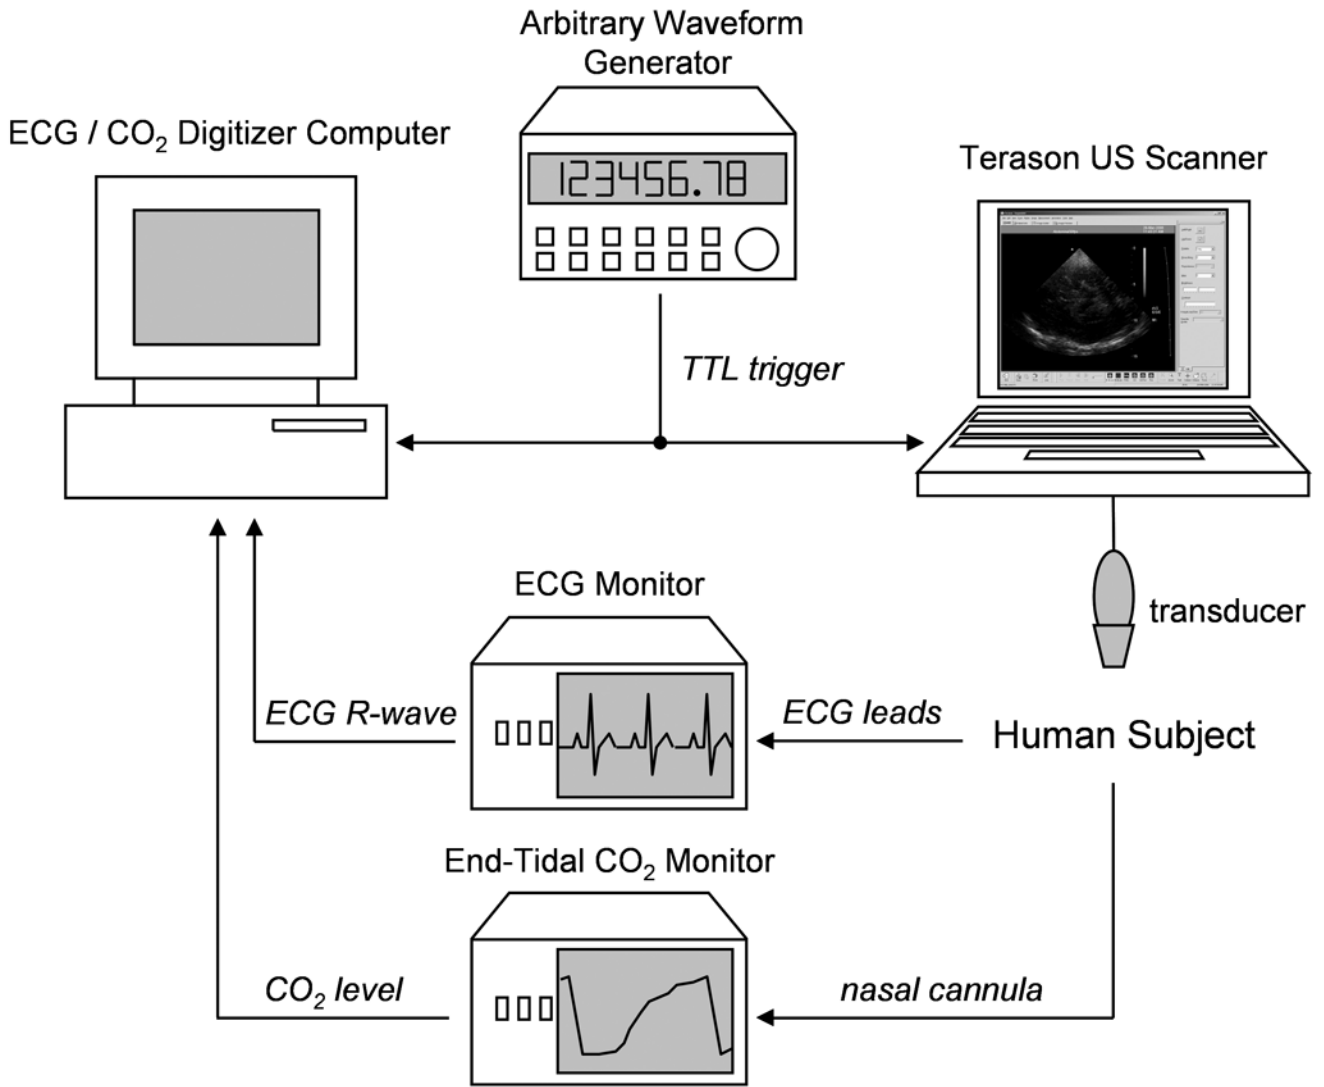 Arbitrary Waveform
Generator
ECG / CO₂ Digitizer Computer
Terason US Scanner
123456.78
TTL trigger
ECG Monitor
transducer
ECG R-wave
ECG leads
Human Subject
End-Tidal CO₂ Monitor
CO₂ level
nasal cannula